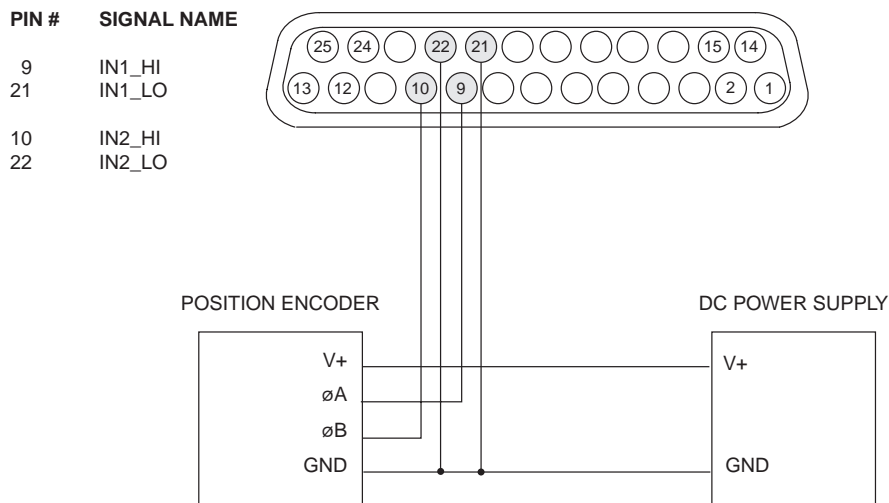 PIN # SIGNAL NAME
9 IN1_HI
21 IN1_LO
10 IN2_HI
22 IN2_LO
25 24 22 21 15 14
13 12 10 9 2 1
POSITION ENCODER
V+
øA
øB
GND
DC POWER SUPPLY
V+
GND